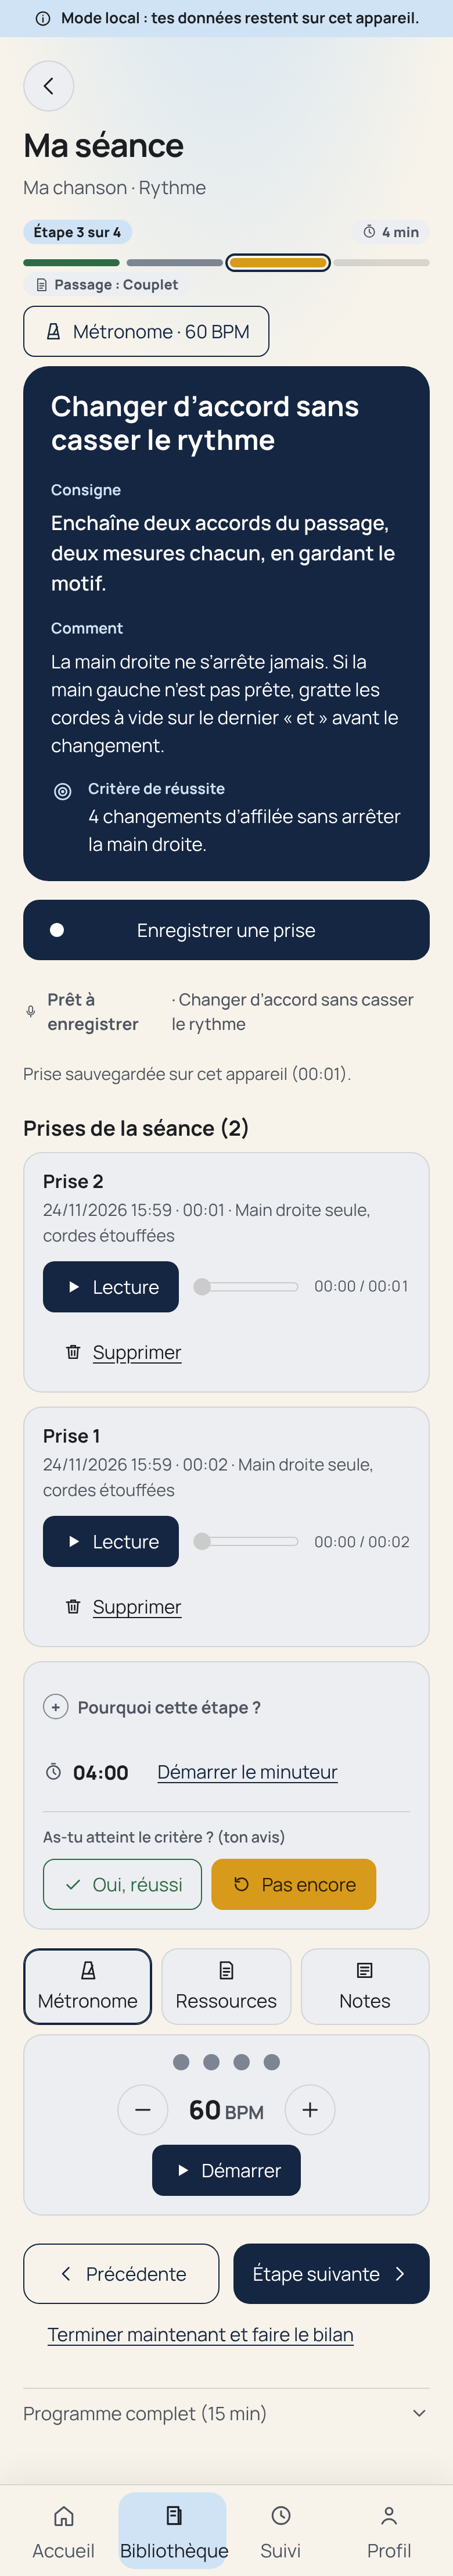 Mode local : tes données restent sur cet appareil.
Ma séance
Ma chanson · Rythme
Étape 3 sur 4
4 min
Passage : Couplet
Métronome · 60 BPM
Changer d’accord sans
casser le rythme
Consigne
Enchaîne deux accords du passage,
deux mesures chacun, en gardant le
motif.
Comment
La main droite ne s’arrête jamais. Si la
main gauche n’est pas prête, gratte les
cordes à vide sur le dernier « et » avant le
changement.
Critère de réussite
4 changements d’affilée sans arrêter
la main droite.
Enregistrer une prise
Prêt à
enregistrer
· Changer d’accord sans casser
le rythme
Prise sauvegardée sur cet appareil (00:01).
Prises de la séance (2)
Prise 2
24/11/2026 15:59 · 00:01 · Main droite seule,
cordes étouffées
Lecture
00:00 / 00:01
Supprimer
Prise 1
24/11/2026 15:59 · 00:02 · Main droite seule,
cordes étouffées
Lecture
00:00 / 00:02
Supprimer
Pourquoi cette étape ?
04:00
Démarrer le minuteur
As-tu atteint le critère ? (ton avis)
Oui, réussi
Pas encore
Métronome
Ressources
Notes
60 BPM
Démarrer
Précédente
Étape suivante
Terminer maintenant et faire le bilan
Programme complet (15 min)
Accueil
Bibliothèque
Suivi
Profil